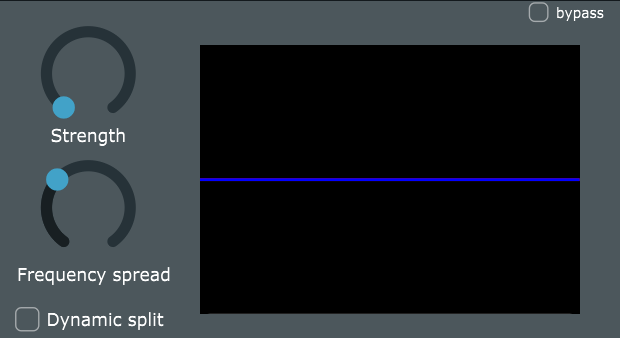 bypass
Strength
Frequency spread
Dynamic split